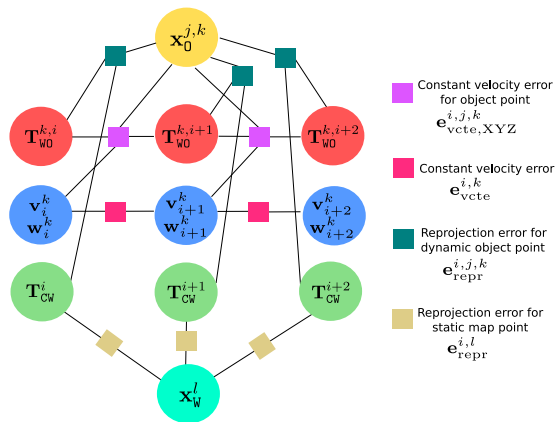 x_O^{j,k}
T_WO^{k,i} T_WO^{k,i+1} T_WO^{k,i+2}
v_i^k v_{i+1}^k v_{i+2}^k
w_i^k w_{i+1}^k w_{i+2}^k
T_CW^i T_CW^{i+1} T_CW^{i+2}
x_W^l
Constant velocity error
for object point
e_{vcte,XYZ}^{i,j,k}
Constant velocity error
e_{vcte}^{i,k}
Reprojection error for
dynamic object point
e_{repr}^{i,j,k}
Reprojection error for
static map point
e_{repr}^{i,l}